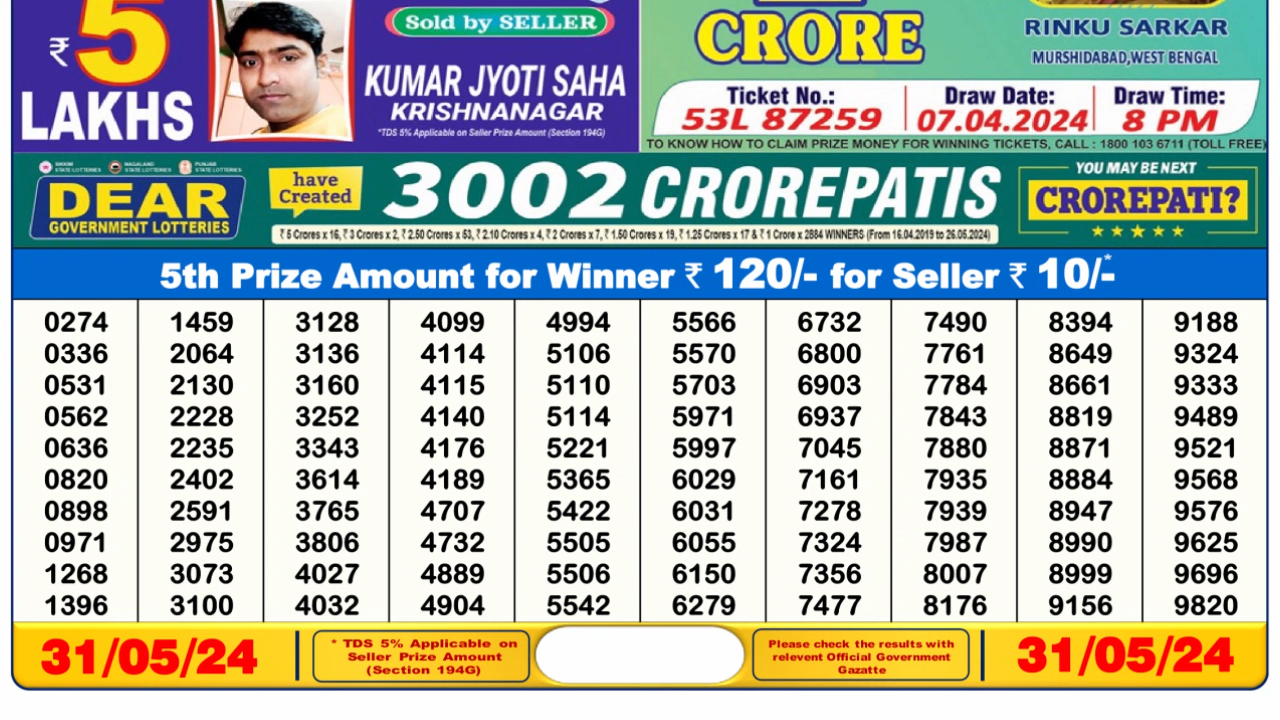 ₹ 5
LAKHS
Sold by SELLER
KUMAR JYOTI SAHA
KRISHNANAGAR
*TDS 5% Applicable on Seller Prize Amount (Section 194G)
CRORE
RINKU SARKAR
MURSHIDABAD,WEST BENGAL
Ticket No.: Draw Date: Draw Time:
53L 87259 07.04.2024 8 PM
TO KNOW HOW TO CLAIM PRIZE MONEY FOR WINNING TICKETS, CALL : 1800 103 6711 (TOLL FREE)
SIKKIM STATE LOTTERIES NAGALAND STATE LOTTERIES PUNJAB STATE LOTTERIES
DEAR
GOVERNMENT LOTTERIES
have
Created
3002 CROREPATIS
₹ 5 Crores x 16, ₹ 3 Crores x 2, ₹ 2.50 Crores x 53, ₹ 2.10 Crores x 4, ₹ 2 Crores x 7, ₹ 1.50 Crores x 19, ₹ 1.25 Crores x 17 & ₹ 1 Crore x 2884 WINNERS (From 16.04.2019 to 26.05.2024)
YOU MAY BE NEXT
CROREPATI?
5th Prize Amount for Winner ₹ 120/- for Seller ₹ 10/-*
0274 1459 3128 4099 4994 5566 6732 7490 8394 9188
0336 2064 3136 4114 5106 5570 6800 7761 8649 9324
0531 2130 3160 4115 5110 5703 6903 7784 8661 9333
0562 2228 3252 4140 5114 5971 6937 7843 8819 9489
0636 2235 3343 4176 5221 5997 7045 7880 8871 9521
0820 2402 3614 4189 5365 6029 7161 7935 8884 9568
0898 2591 3765 4707 5422 6031 7278 7939 8947 9576
0971 2975 3806 4732 5505 6055 7324 7987 8990 9625
1268 3073 4027 4889 5506 6150 7356 8007 8999 9696
1396 3100 4032 4904 5542 6279 7477 8176 9156 9820
31/05/24
* TDS 5% Applicable on
Seller Prize Amount
(Section 194G)
Please check the results with
relevent Official Government
Gazatte
31/05/24